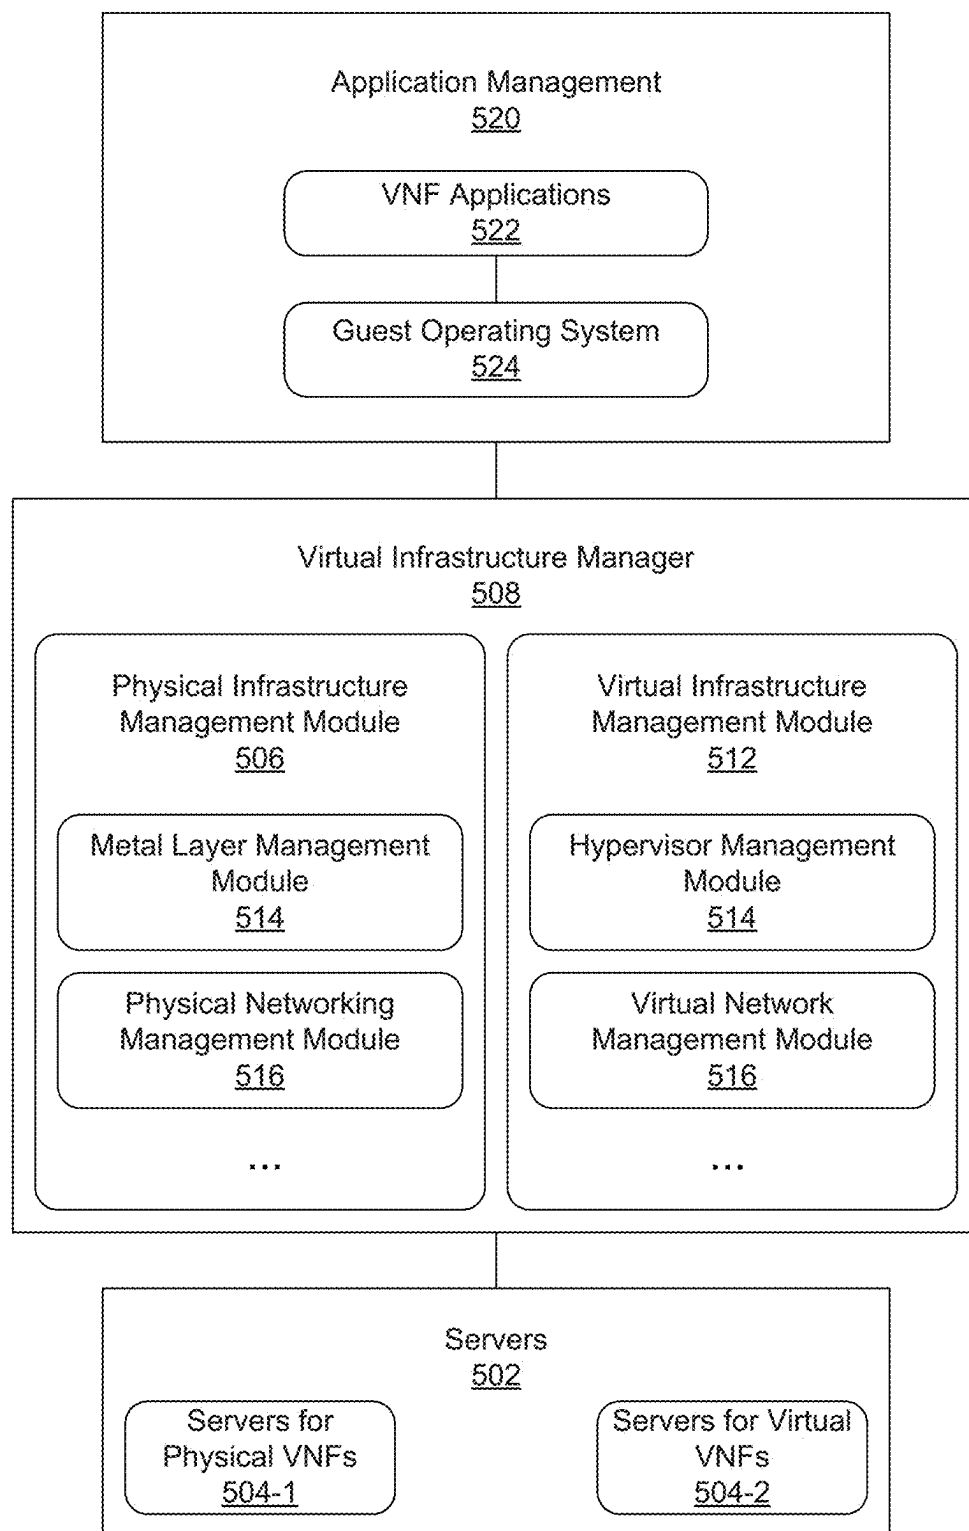 Application Management
520
VNF Applications
522
Guest Operating System
524
Virtual Infrastructure Manager
508
Physical Infrastructure
Management Module
506
Metal Layer Management
Module
514
Physical Networking
Management Module
516
...
Virtual Infrastructure
Management Module
512
Hypervisor Management
Module
514
Virtual Network
Management Module
516
...
Servers
502
Servers for
Physical VNFs
504-1
Servers for Virtual
VNFs
504-2